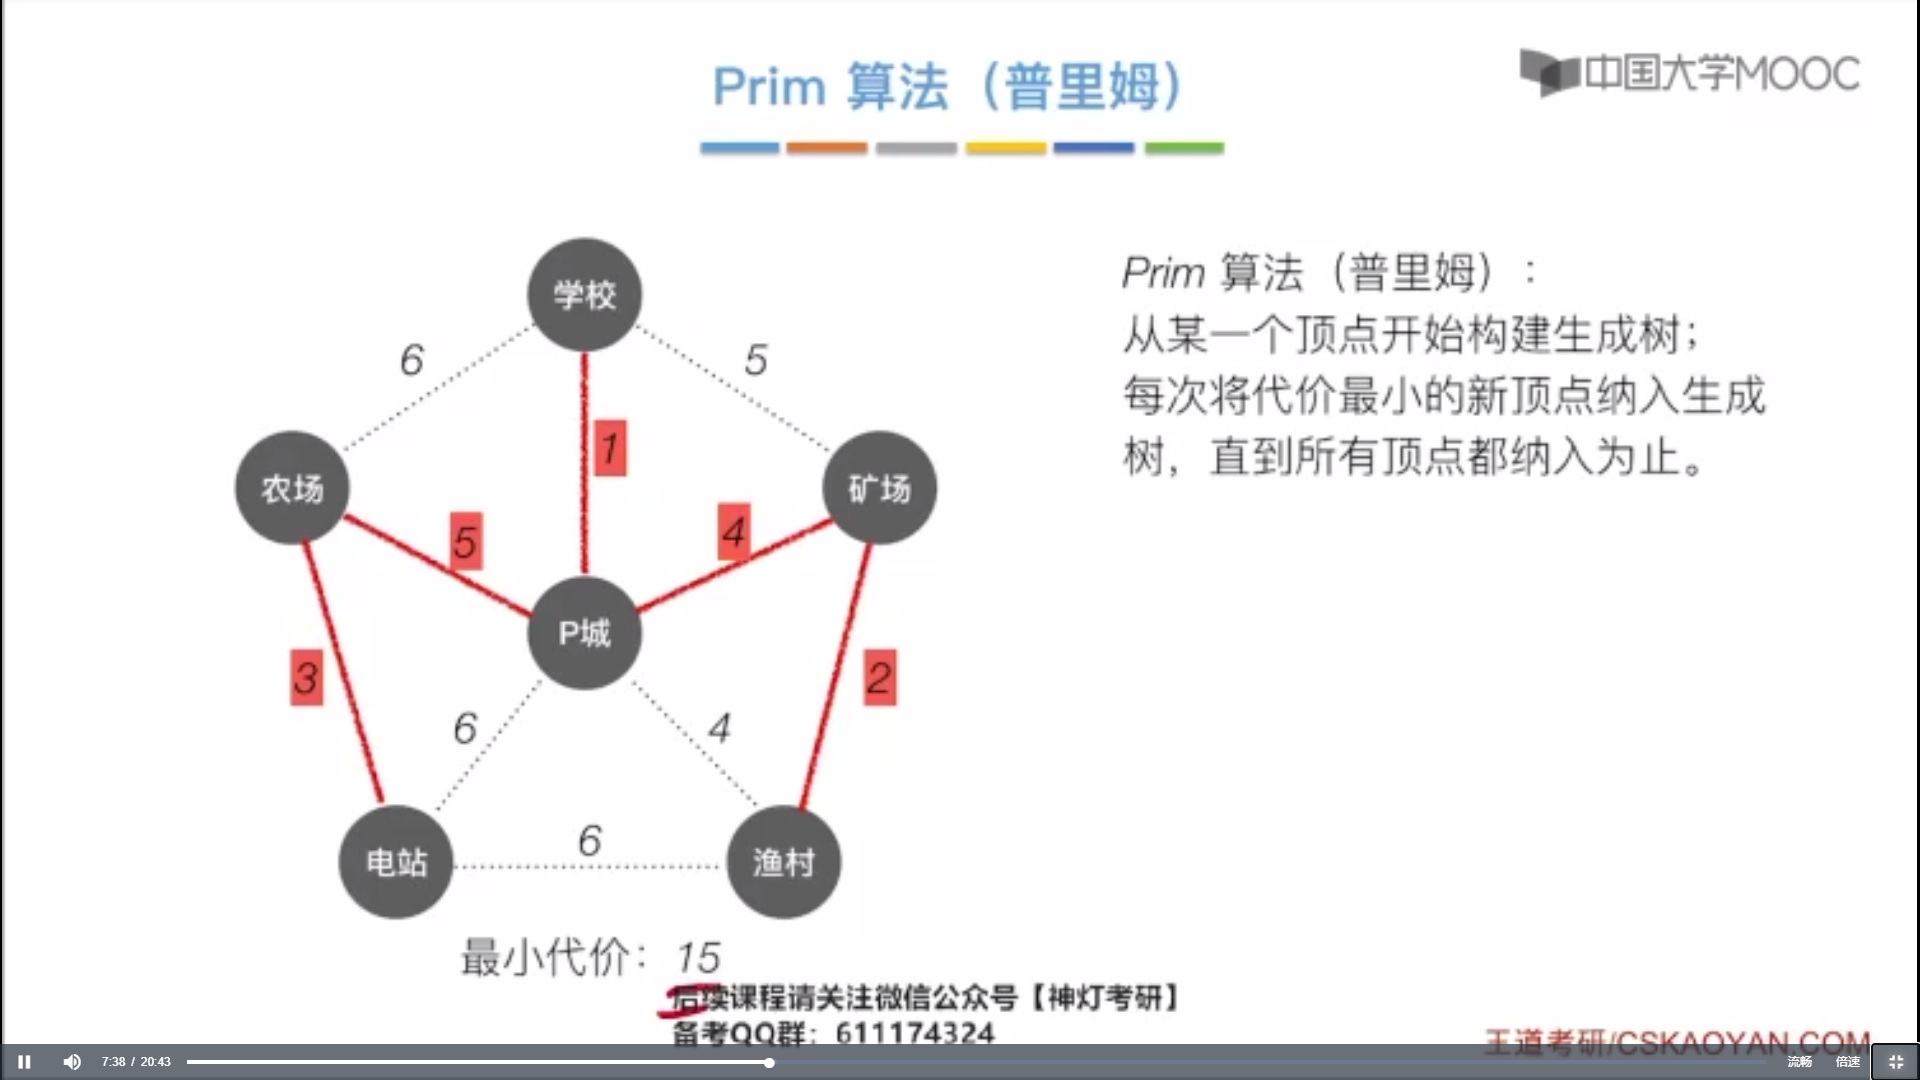 Prim 算法（普里姆）
中国大学MOOC
学校
6
5
1
农场
矿场
5
4
P城
3
2
6
4
电站
6
渔村
最小代价：15
Prim 算法（普里姆）：
从某一个顶点开始构建生成树；
每次将代价最小的新顶点纳入生成
树，直到所有顶点都纳入为止。
后续课程请关注微信公众号【神灯考研】
备考QQ群：611174324
王道考研/CSKAOYAN.COM
7:38 / 20:43
流畅
倍速